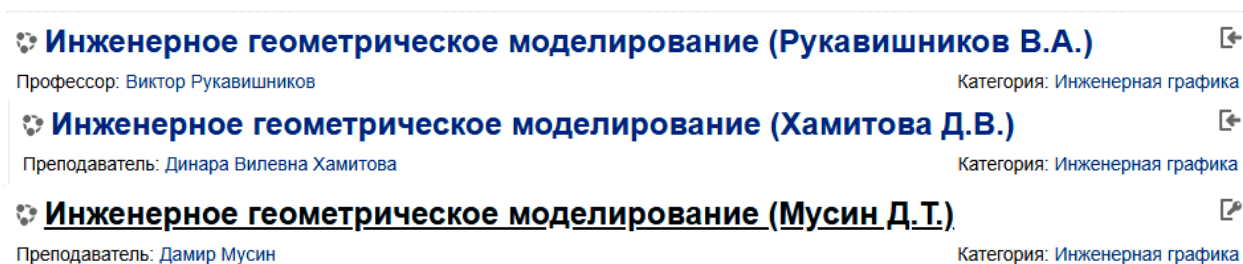 Инженерное геометрическое моделирование (Рукавишников В.А.)
Профессор: Виктор Рукавишников Категория: Инженерная графика
Инженерное геометрическое моделирование (Хамитова Д.В.)
Преподаватель: Динара Вилевна Хамитова Категория: Инженерная графика
Инженерное геометрическое моделирование (Мусин Д.Т.)
Преподаватель: Дамир Мусин Категория: Инженерная графика